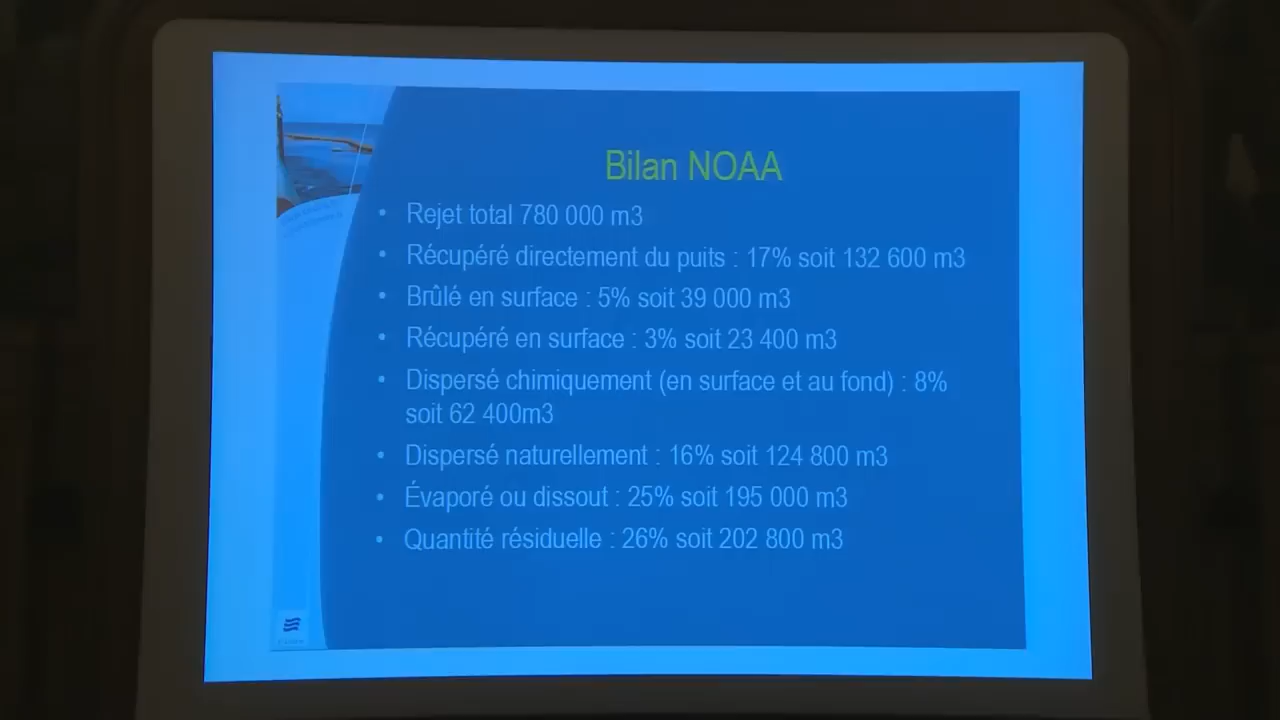 Bilan NOAA
• Rejet total 780 000 m3
• Récupéré directement du puits : 17% soit 132 600 m3
• Brûlé en surface : 5% soit 39 000 m3
• Récupéré en surface : 3% soit 23 400 m3
• Dispersé chimiquement (en surface et au fond) : 8%
soit 62 400m3
• Dispersé naturellement : 16% soit 124 800 m3
• Évaporé ou dissout : 25% soit 195 000 m3
• Quantité résiduelle : 26% soit 202 800 m3